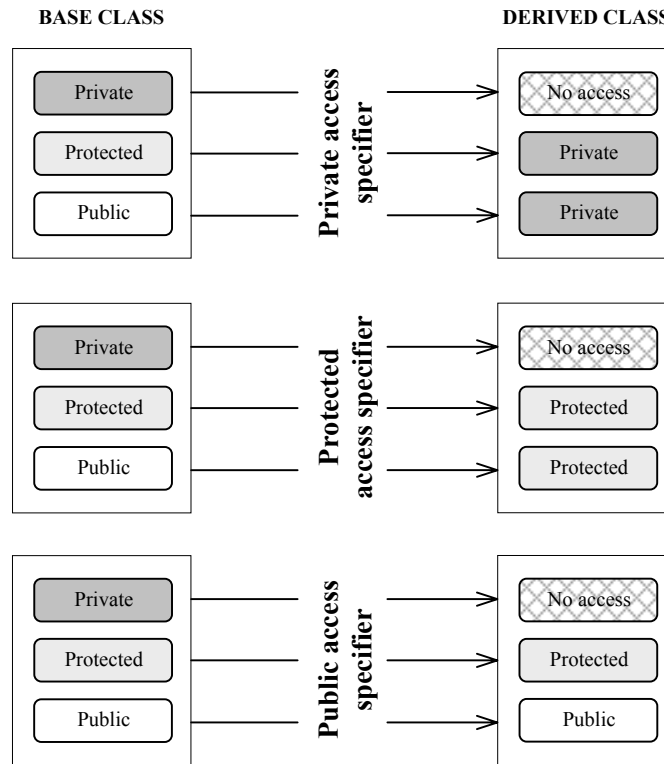 BASE CLASS
DERIVED CLASS
Private
Protected
Public
Private access
specifier
No access
Private
Private
Private
Protected
Public
Protected
access specifier
No access
Protected
Protected
Private
Protected
Public
Public access
specifier
No access
Protected
Public